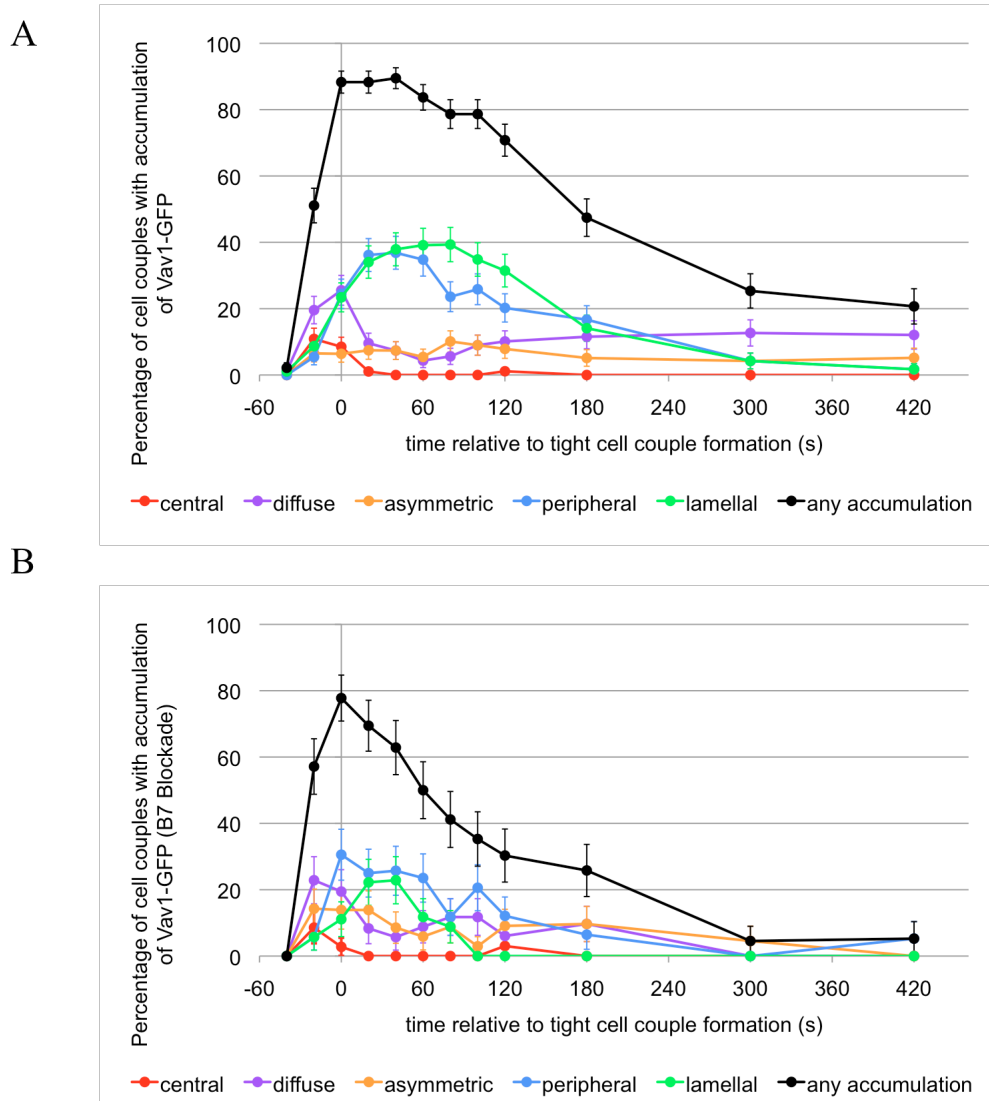 A
Percentage of cell couples with accumulation
of Vav1-GFP
100
80
60
40
20
0
-60 0 60 120 180 240 300 360 420
time relative to tight cell couple formation (s)
central diffuse asymmetric peripheral lamellal any accumulation
B
Percentage of cell couples with accumulation
of Vav1-GFP (B7 Blockade)
100
80
60
40
20
0
-60 0 60 120 180 240 300 360 420
time relative to tight cell couple formation (s)
central diffuse asymmetric peripheral lamellal any accumulation